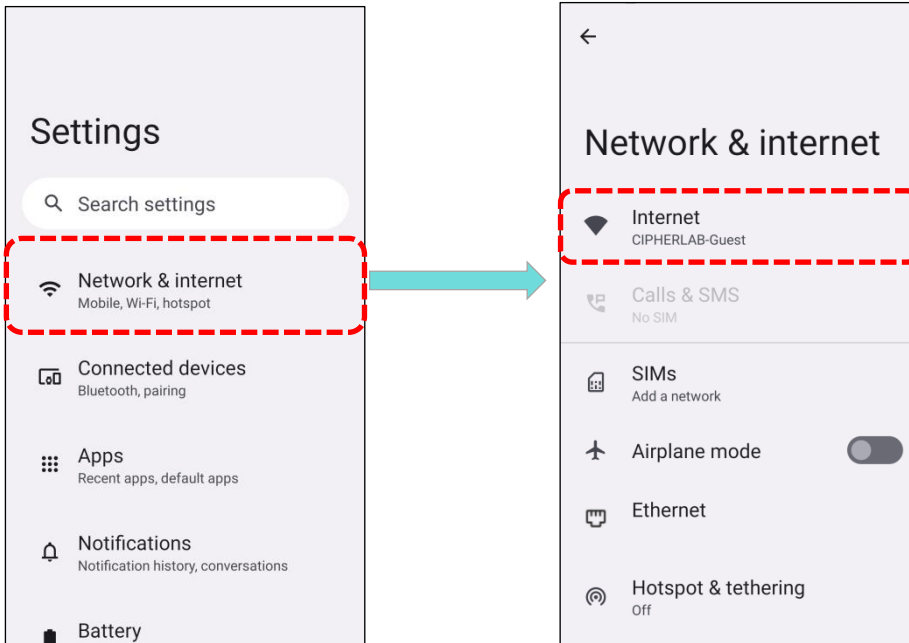 Settings
Search settings
Network & internet
Mobile, Wi-Fi, hotspot
Connected devices
Bluetooth, pairing
Apps
Recent apps, default apps
Notifications
Notification history, conversations
Battery
Network & internet
Internet
CIPHERLAB-Guest
Calls & SMS
No SIM
SIMs
Add a network
Airplane mode
Ethernet
Hotspot & tethering
Off